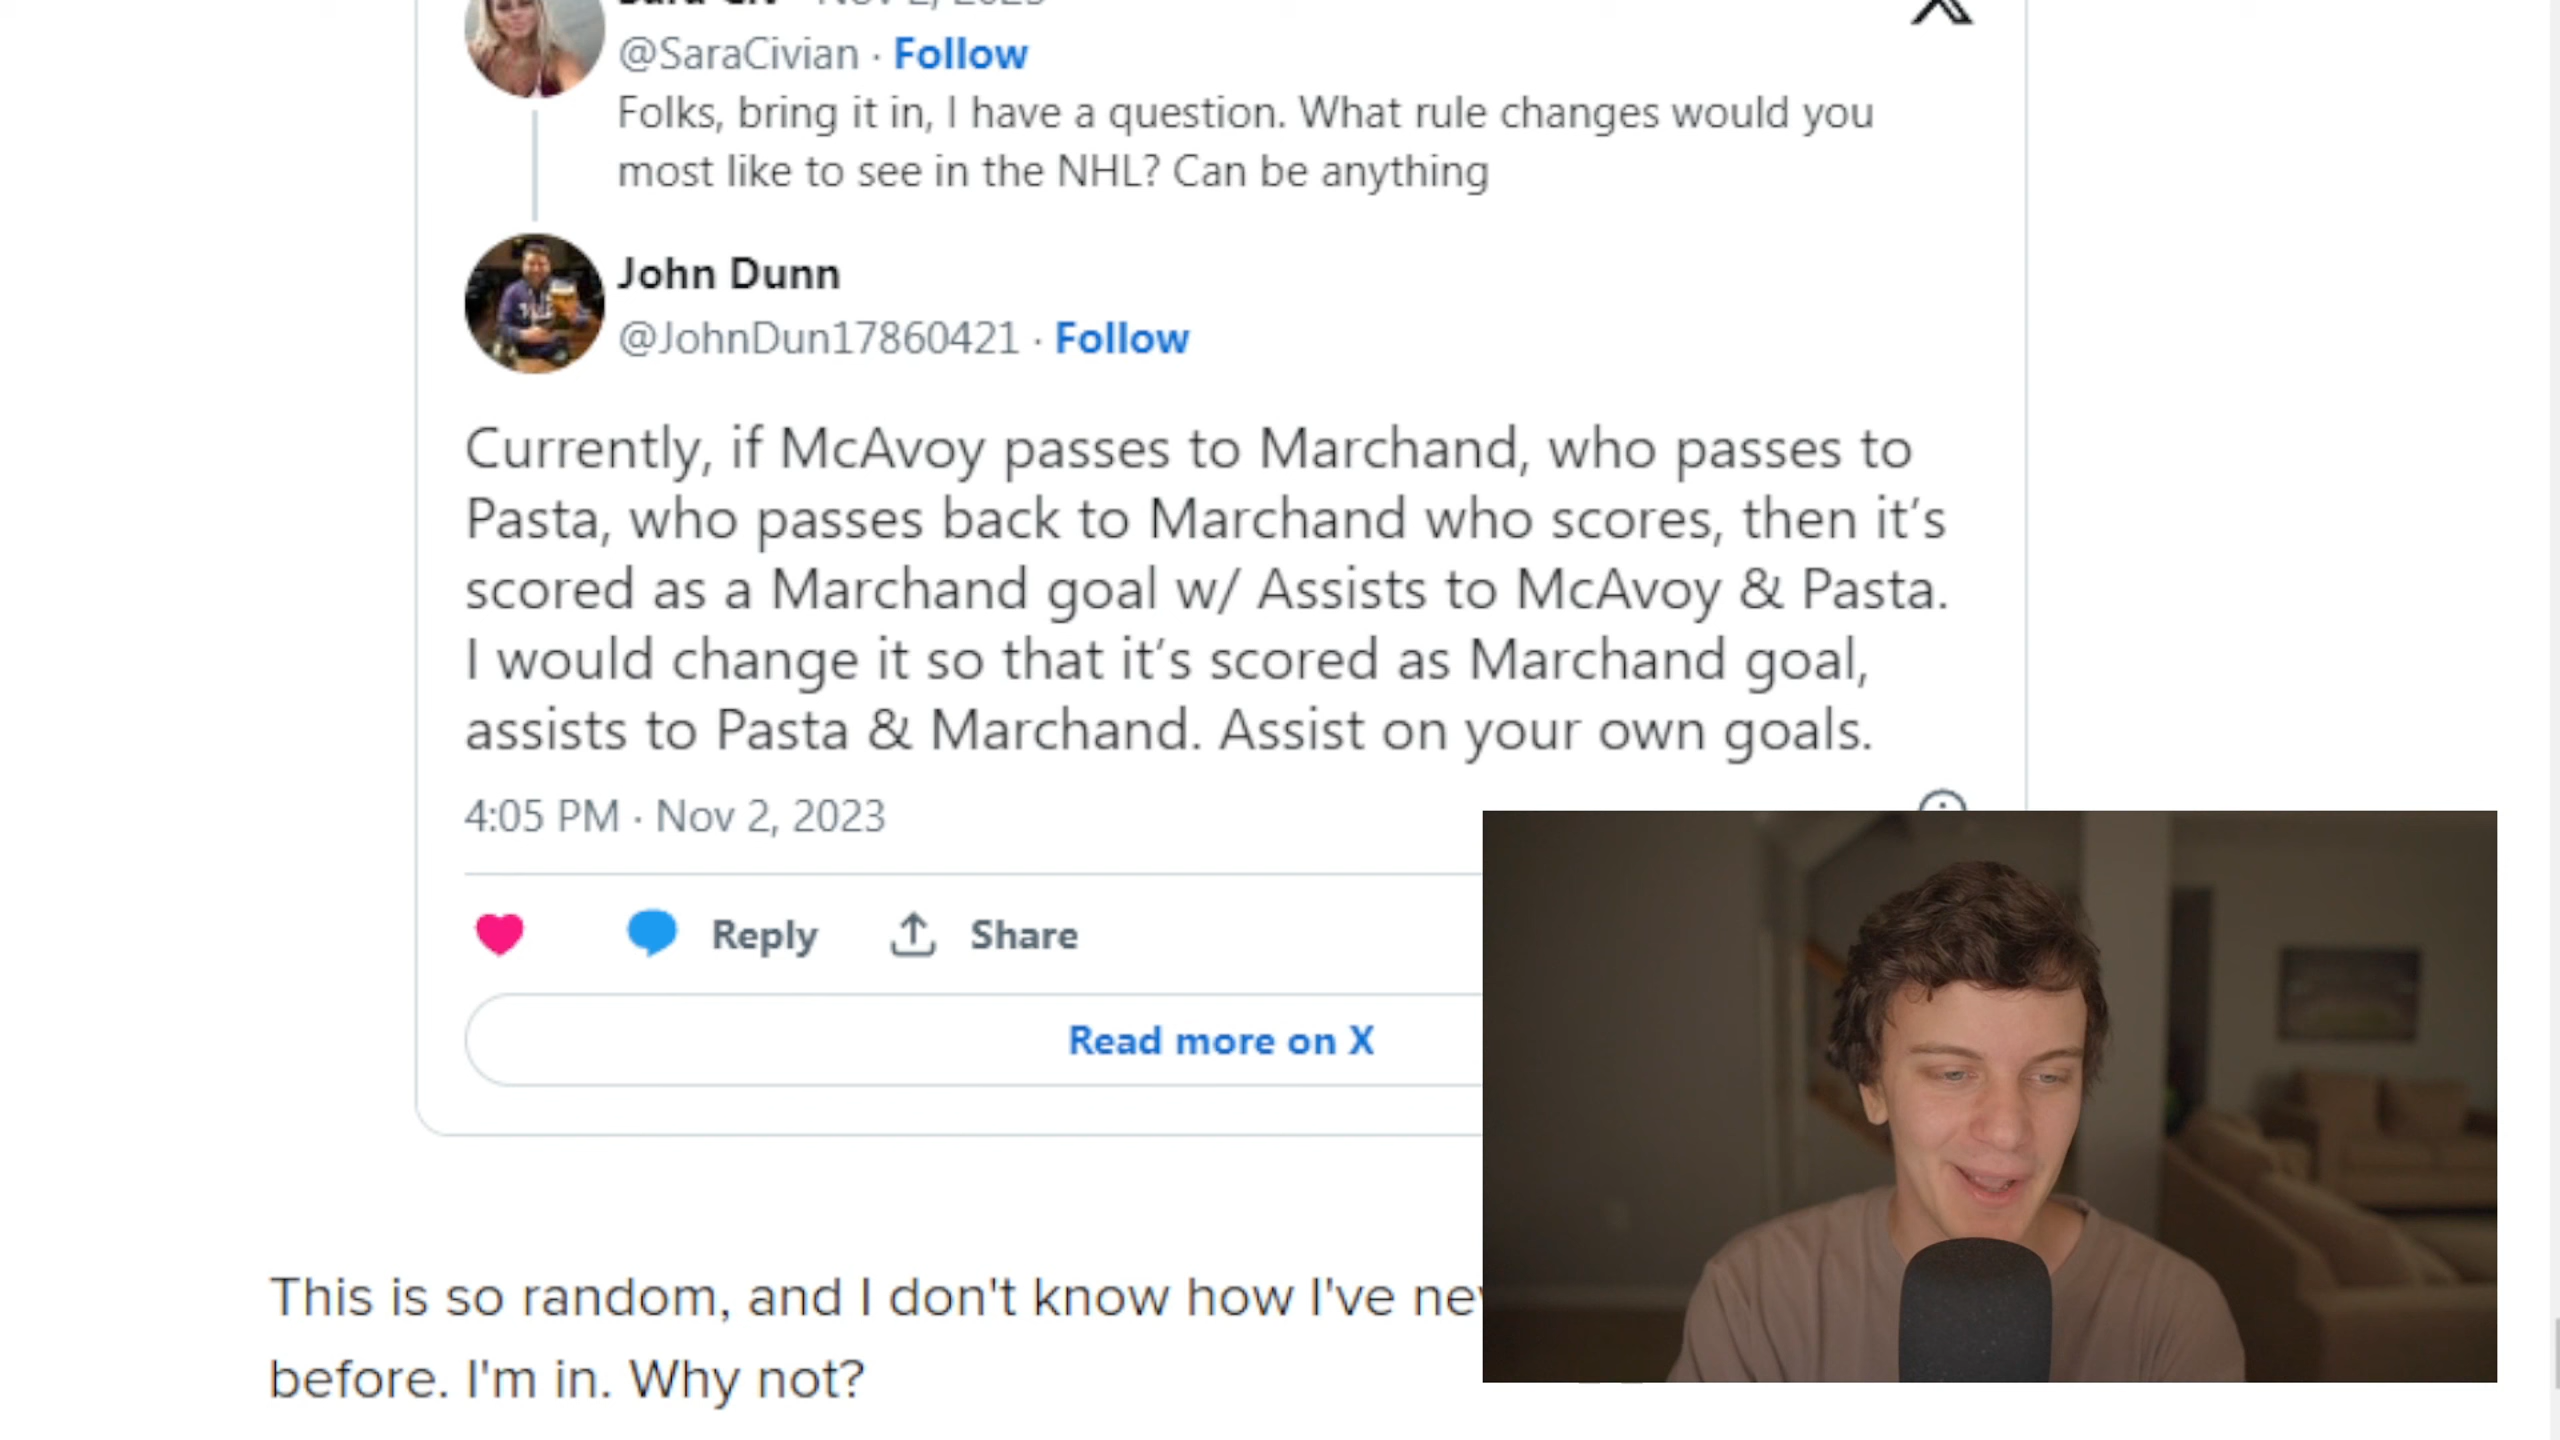 @SaraCivian · Follow
Folks, bring it in, I have a question. What rule changes would you
most like to see in the NHL? Can be anything
John Dunn
@JohnDun17860421 · Follow
Currently, if McAvoy passes to Marchand, who passes to
Pasta, who passes back to Marchand who scores, then it’s
scored as a Marchand goal w/ Assists to McAvoy & Pasta.
I would change it so that it’s scored as Marchand goal,
assists to Pasta & Marchand. Assist on your own goals.
4:05 PM · Nov 2, 2023
Reply Share
Read more on X
This is so random, and I don't know how I've
before. I'm in. Why not?